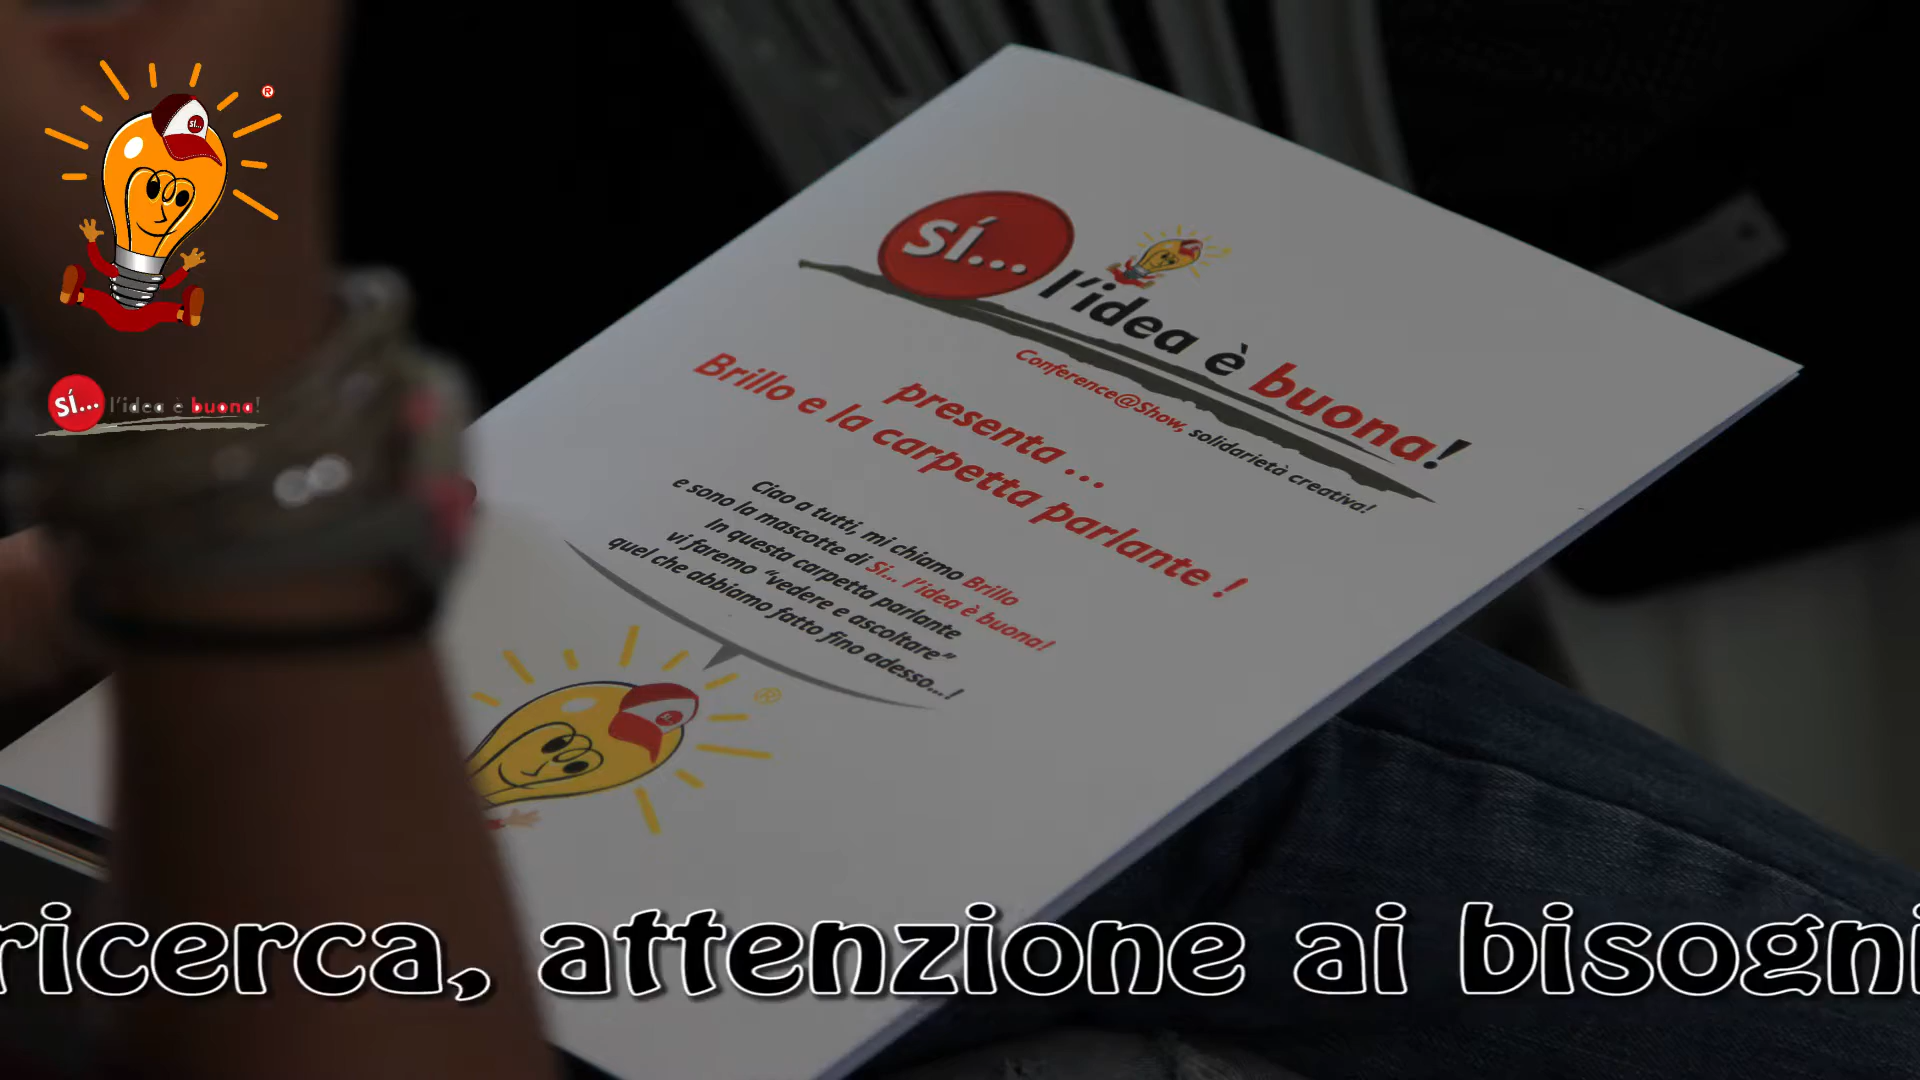 ®
SÍ...
SÍ... l'idea è buona!
SÍ...
l'idea è buona!
Conference@Show, solidarietà creativa!
presenta ...
Brillo e la carpetta parlante !
Ciao a tutti, mi chiamo Brillo
e sono la mascotte di Sì... l'idea è buona!
In questa carpetta parlante
vi faremo “vedere e ascoltare”
quel che abbiamo fatto fino adesso...!
SÍ...
®
ricerca, attenzione ai bisogni